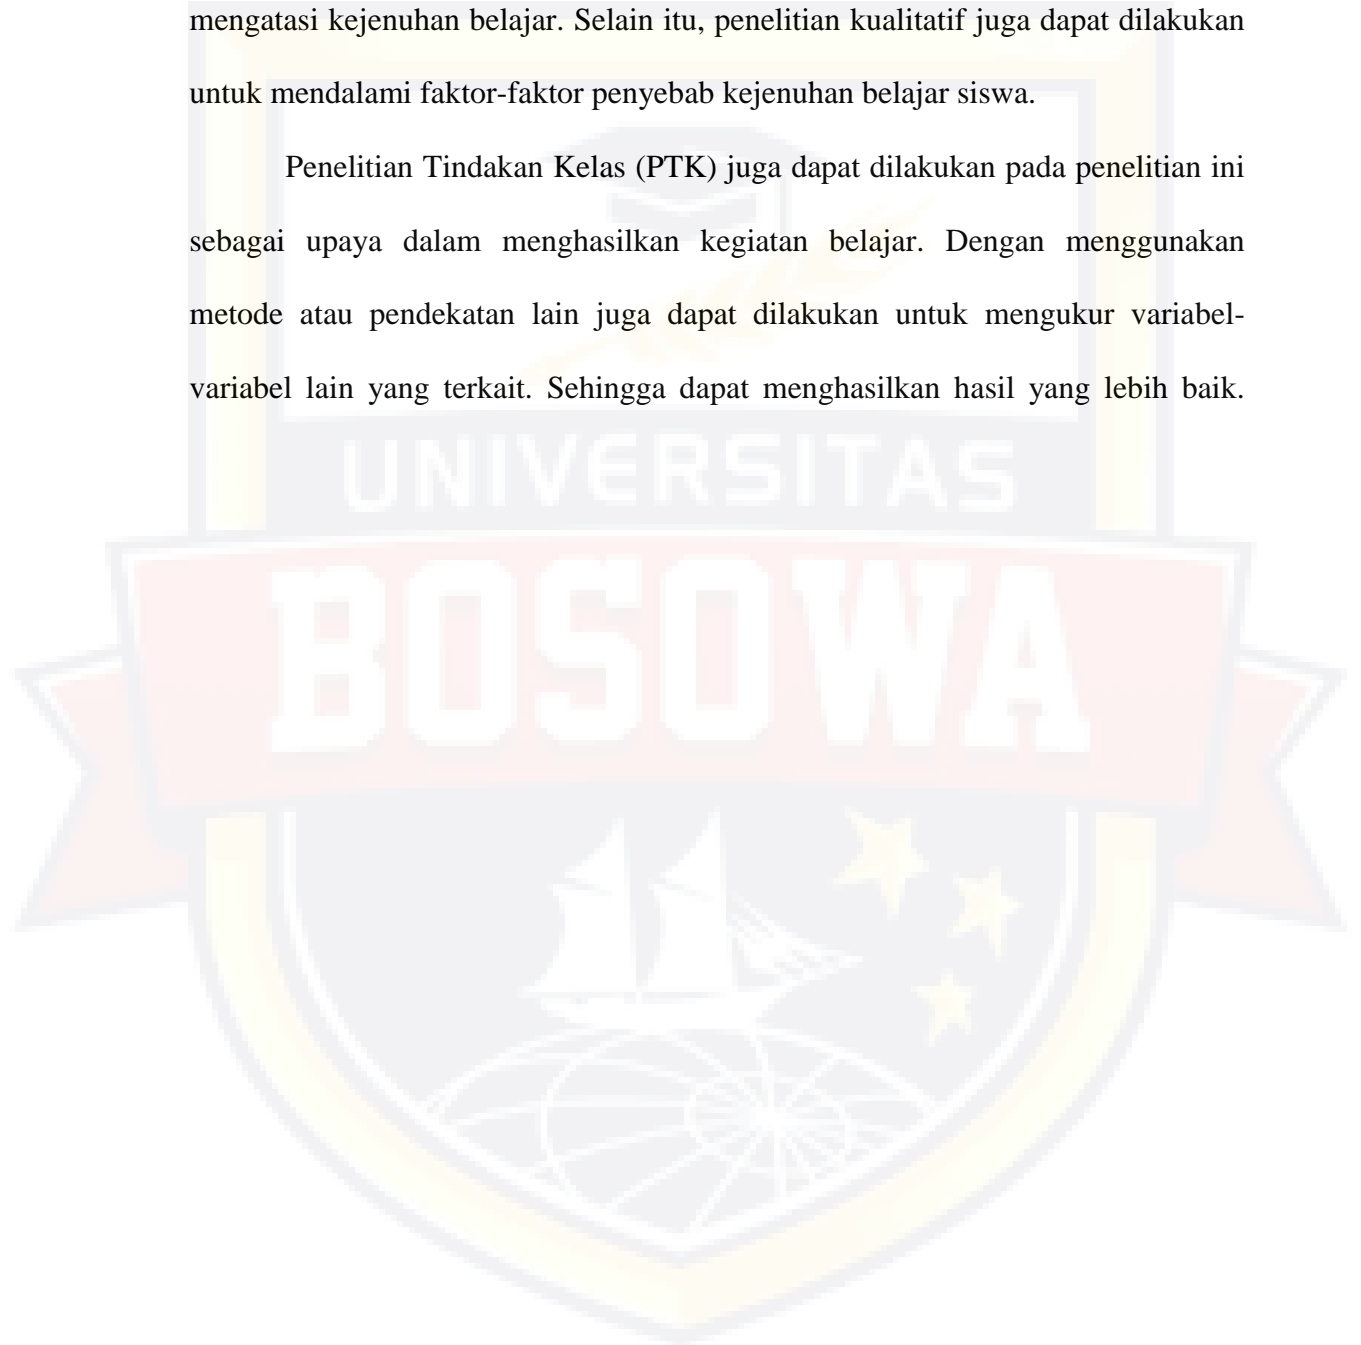 mengatasi kejenuhan belajar. Selain itu, penelitian kualitatif juga dapat dilakukan
untuk mendalami faktor-faktor penyebab kejenuhan belajar siswa.
Penelitian Tindakan Kelas (PTK) juga dapat dilakukan pada penelitian ini
sebagai upaya dalam menghasilkan kegiatan belajar. Dengan menggunakan
metode atau pendekatan lain juga dapat dilakukan untuk mengukur variabel-
variabel lain yang terkait. Sehingga dapat menghasilkan hasil yang lebih baik.
UNIVERSITAS
BOSOWA